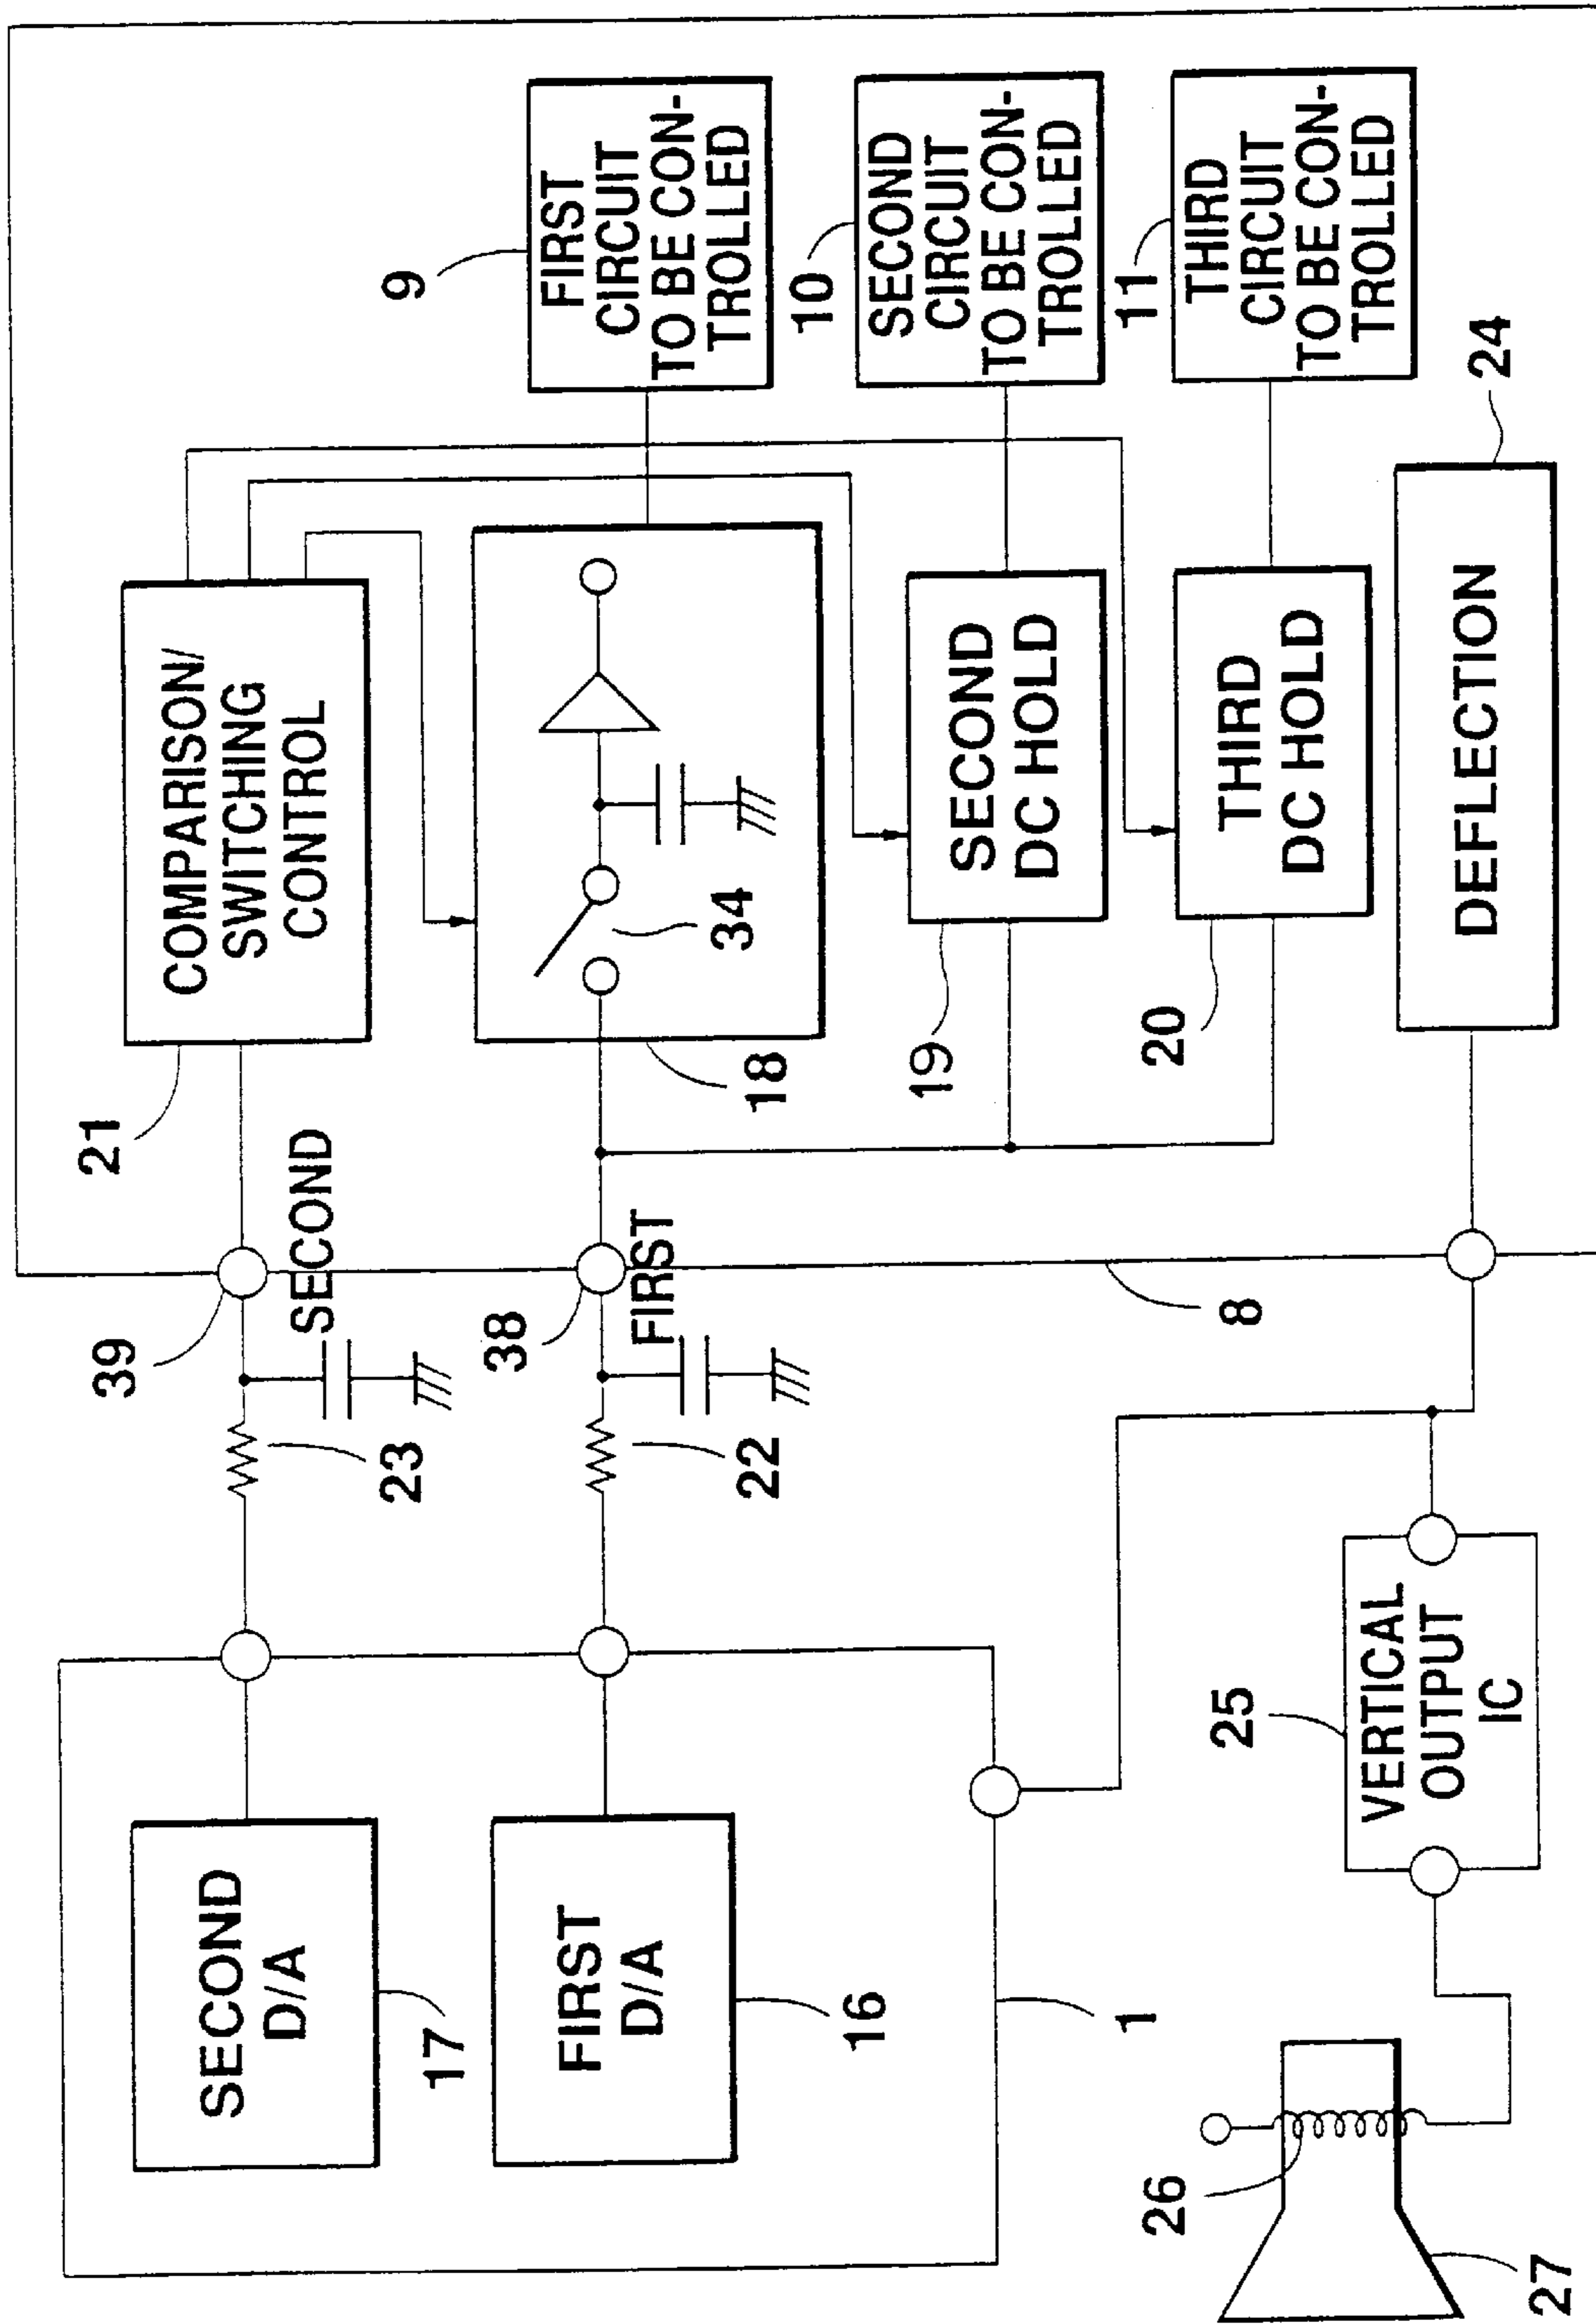 SECOND
D/A
17
FIRST
D/A
16
1
23
22
39
SECOND
38
FIRST
8
21
COMPARISON/
SWITCHING
CONTROL
34
18
9
FIRST
CIRCUIT
TO BE CON-
TROLLED
19
SECOND
DC HOLD
10
SECOND
CIRCUIT
TO BE CON-
TROLLED
20
THIRD
DC HOLD
11
THIRD
CIRCUIT
TO BE CON-
TROLLED
DEFLECTION
24
25
VERTICAL
OUTPUT
IC
26
27